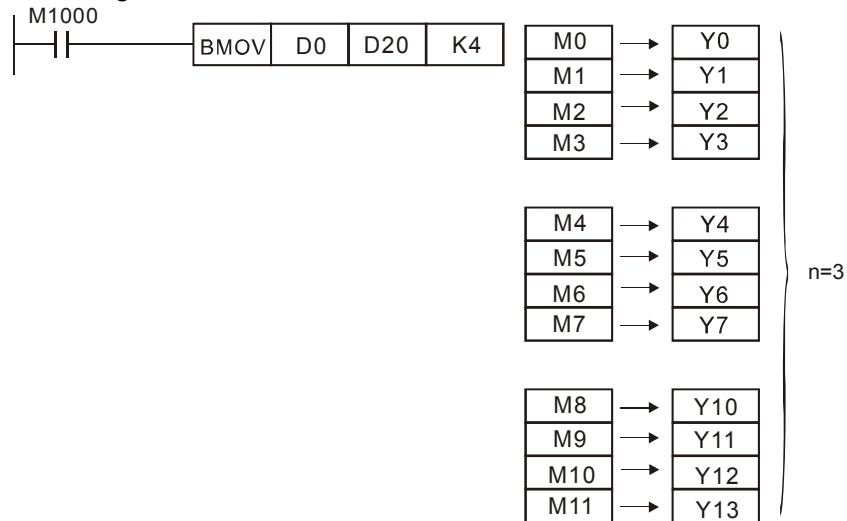 M1000
BMOV D0 D20 K4
M0 Y0
M1 Y1
M2 Y2
M3 Y3
M4 Y4
M5 Y5
M6 Y6
M7 Y7
n=3
M8 Y10
M9 Y11
M10 Y12
M11 Y13